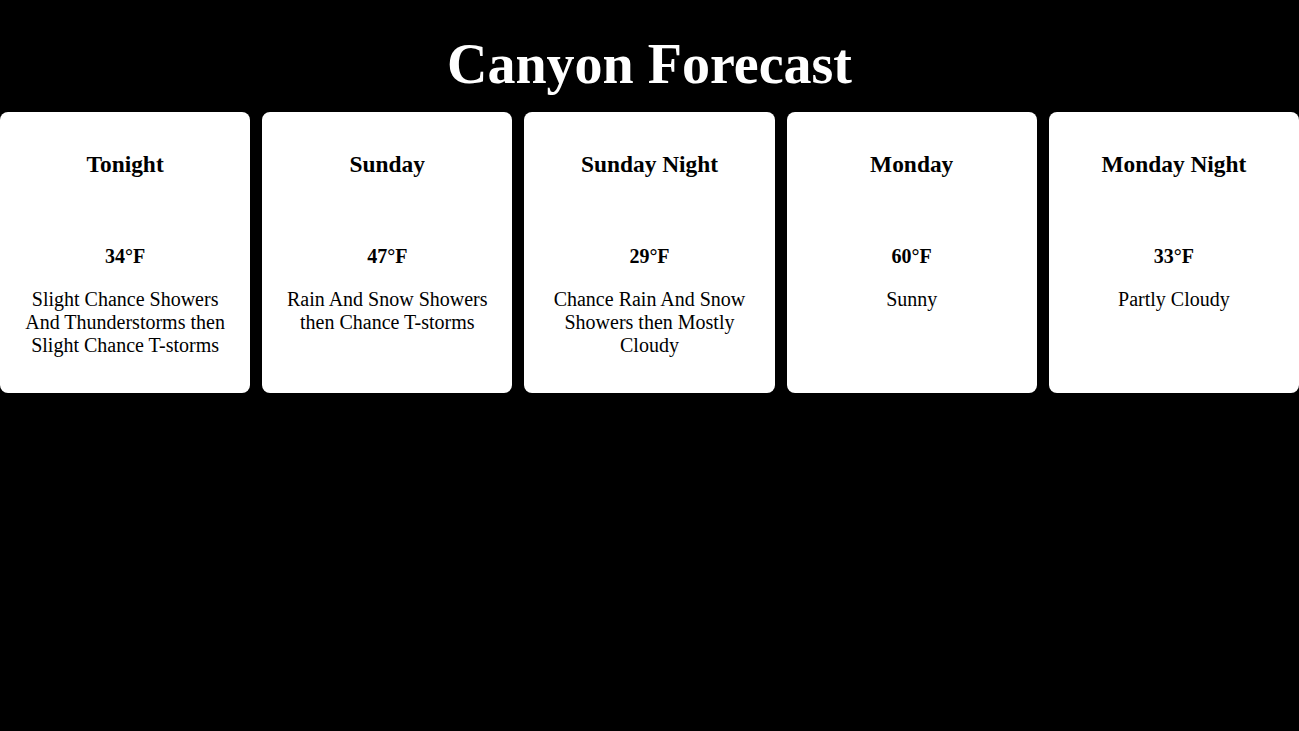 Canyon Forecast
Tonight
34°F
Slight Chance Showers
And Thunderstorms then
Slight Chance T-storms
Sunday
47°F
Rain And Snow Showers
then Chance T-storms
Sunday Night
29°F
Chance Rain And Snow
Showers then Mostly
Cloudy
Monday
60°F
Sunny
Monday Night
33°F
Partly Cloudy